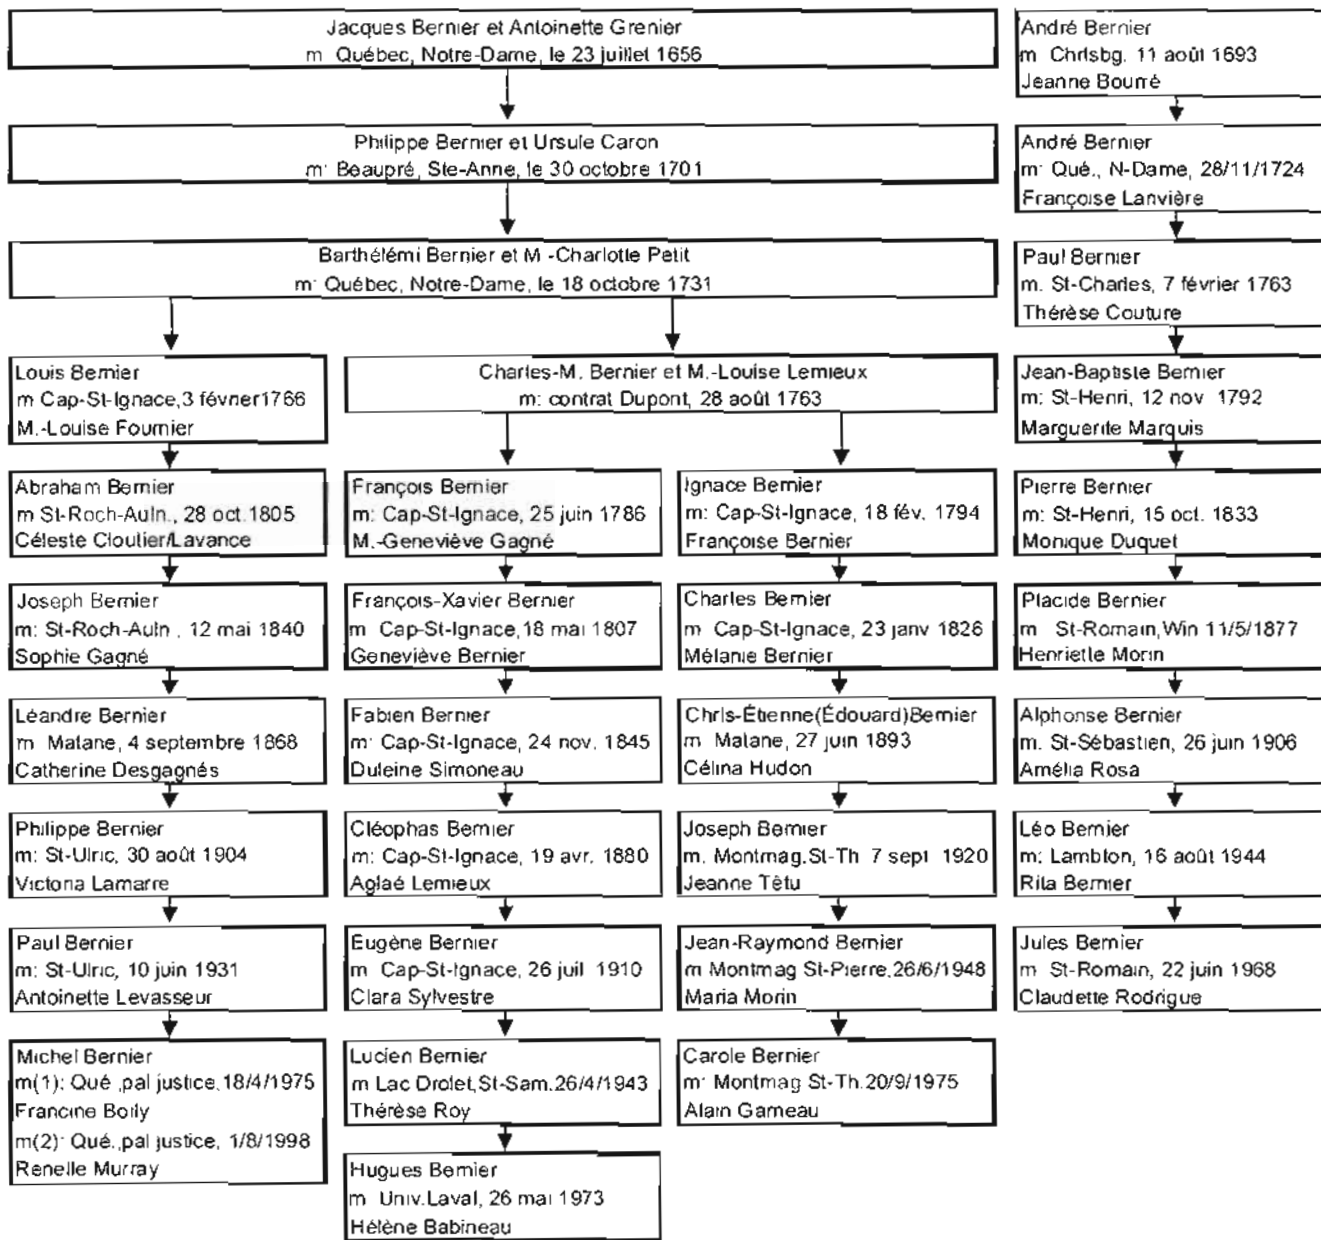 Jacques Bernier et Antoinette Grenier
m Québec, Notre-Dame, le 23 juillet 1656
Philippe Bernier et Ursule Caron
m: Beaupré, Ste-Anne, le 30 octobre 1701
Barthélémi Bernier et M.-Charlotte Petit
m: Québec, Notre-Dame, le 18 octobre 1731
Louis Bernier
m Cap-St-Ignace, 3 février 1766
M.-Louise Fournier
Abraham Bernier
m St-Roch-Auln., 28 oct. 1805
Céleste Cloutier/Lavance
Joseph Bernier
m: St-Roch-Auln , 12 mai 1840
Sophie Gagné
Léandre Bernier
m Matane, 4 septembre 1868
Catherine Desgagnés
Philippe Bernier
m: St-Ulric, 30 août 1904
Victoria Lamarre
Paul Bernier
m: St-Ulric, 10 juin 1931
Antoinette Levasseur
Michel Bernier
m(1): Qué ,pal justice, 18/4/1975
Francine Boily
m(2): Qué.,pal justice, 1/8/1998
Renelle Murray
Charles-M. Bernier et M.-Louise Lemieux
m: contrat Dupont, 28 août 1763
François Bernier
m: Cap-St-Ignace, 25 juin 1786
M.-Geneviève Gagné
François-Xavier Bernier
m Cap-St-Ignace, 18 mai 1807
Geneviève Bernier
Fabien Bernier
m: Cap-St-Ignace, 24 nov. 1845
Duleine Simoneau
Cléophas Bernier
m: Cap-St-Ignace, 19 avr. 1880
Aglaé Lemieux
Eugène Bernier
m Cap-St-Ignace, 26 juil 1910
Clara Sylvestre
Lucien Bernier
m Lac Drolet, St-Sam. 26/4/1943
Thérèse Roy
Hugues Bernier
m Univ. Laval, 26 mai 1973
Hélène Babineau
Ignace Bernier
m: Cap-St-Ignace, 18 fév. 1794
Françoise Bernier
Charles Bernier
m Cap-St-Ignace, 23 janv 1826
Mélanie Bernier
Chrls-Étienne(Édouard)Bernier
m Matane, 27 juin 1893
Célina Hudon
Joseph Bernier
m. Montmag.St-Th 7 sept 1920
Jeanne Têtu
Jean-Raymond Bernier
m Montmag St-Pierre, 26/6/1948
Maria Morin
Carole Bernier
m: Montmag St-Th. 20/9/1975
Alain Garneau
André Bernier
m Chrlsbg. 11 août 1693
Jeanne Bourré
André Bernier
m: Qué., N-Dame, 28/11/1724
Françoise Lanvière
Paul Bernier
m. St-Charles, 7 février 1763
Thérèse Couture
Jean-Baptiste Bernier
m: St-Henri, 12 nov 1792
Marguerite Marquis
Pierre Bernier
m: St-Henri, 15 oct. 1833
Monique Duquet
Placide Bernier
m St-Romain, Win 11/5/1877
Henriette Morin
Alphonse Bernier
m. St-Sébastien, 26 juin 1906
Amélia Rosa
Léo Bernier
m: Lambton, 16 août 1944
Rita Bernier
Jules Bernier
m St-Romain, 22 juin 1968
Claudette Rodrigue